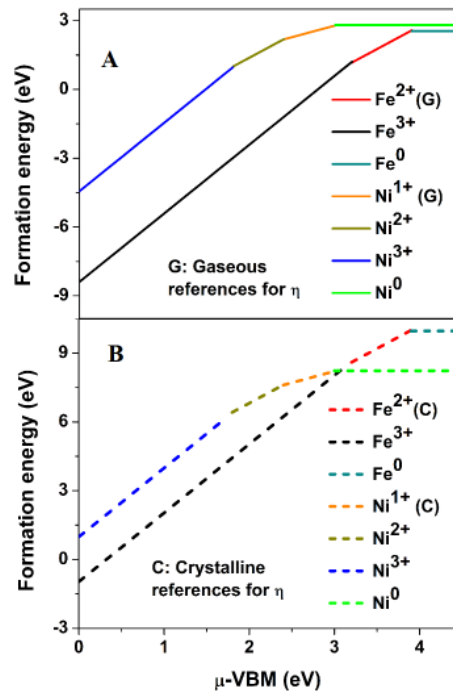 A
Formation energy (eV)
3
0
-3
-6
-9
Fe²⁺(G)
Fe³⁺
Fe⁰
Ni¹⁺ (G)
Ni²⁺
Ni³⁺
Ni⁰
G: Gaseous
references for η
B
Formation energy (eV)
9
6
3
0
-3
Fe²⁺(C)
Fe³⁺
Fe⁰
Ni¹⁺ (C)
Ni²⁺
Ni³⁺
Ni⁰
C: Crystalline
references for η
0 1 2 3 4
μ-VBM (eV)